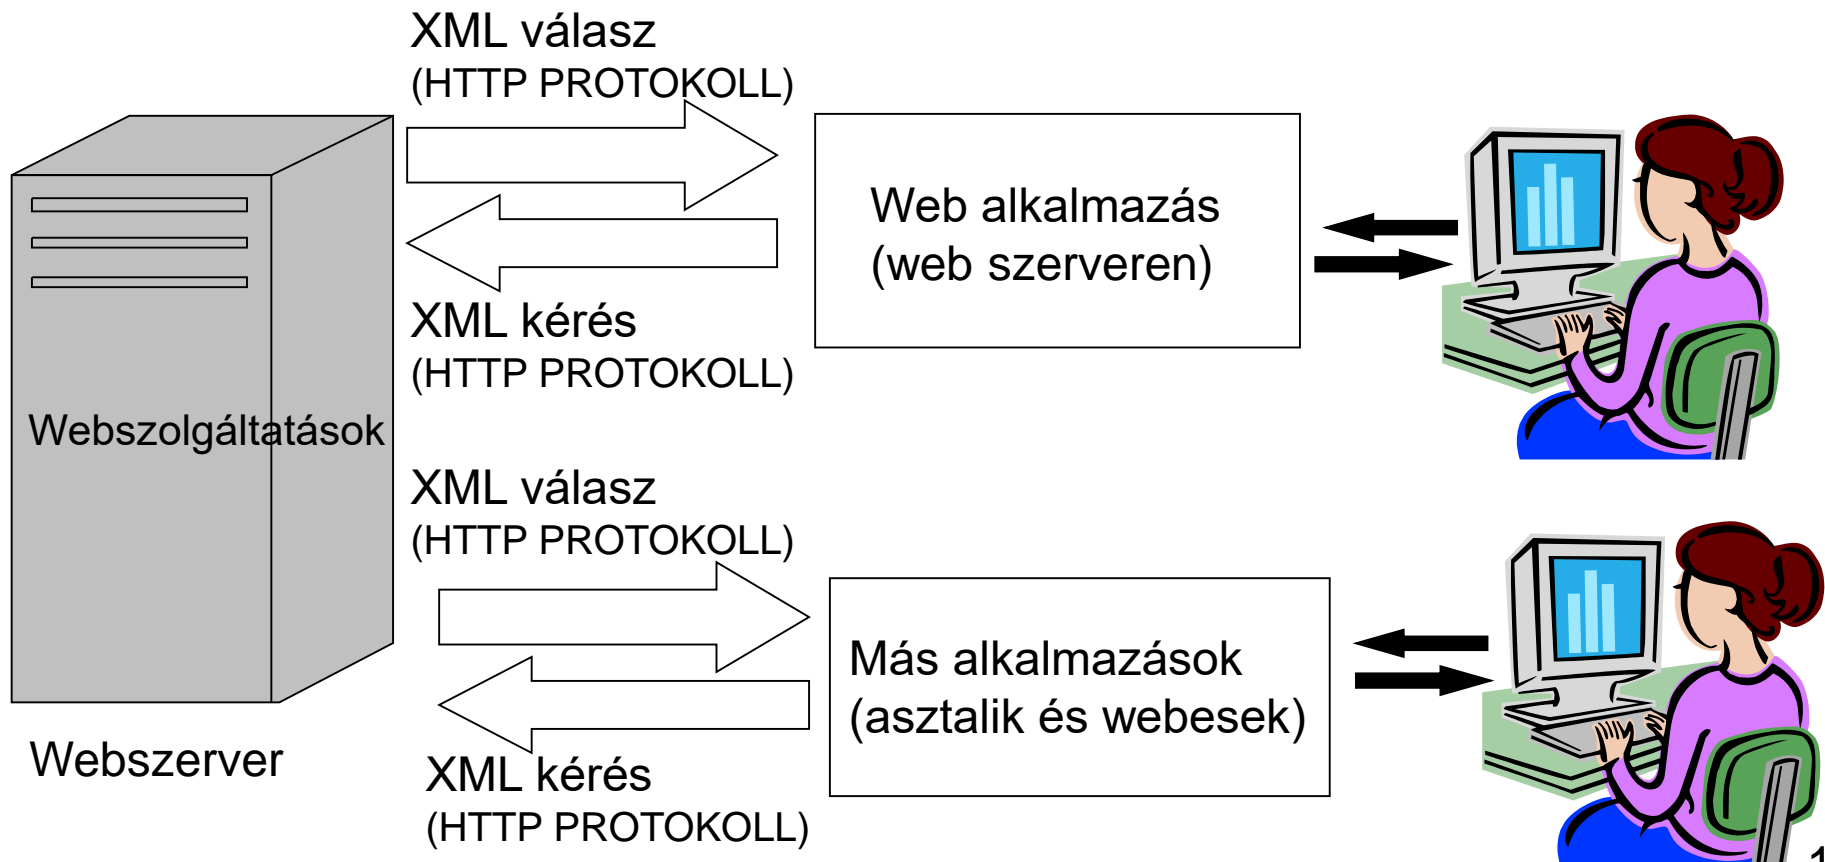 XML válasz
(HTTP PROTOKOLL)
Web alkalmazás
(web szerveren)
XML kérés
(HTTP PROTOKOLL)
Webszolgáltatások
XML válasz
(HTTP PROTOKOLL)
Más alkalmazások
(asztalik és webesek)
Webszerver
XML kérés
(HTTP PROTOKOLL)